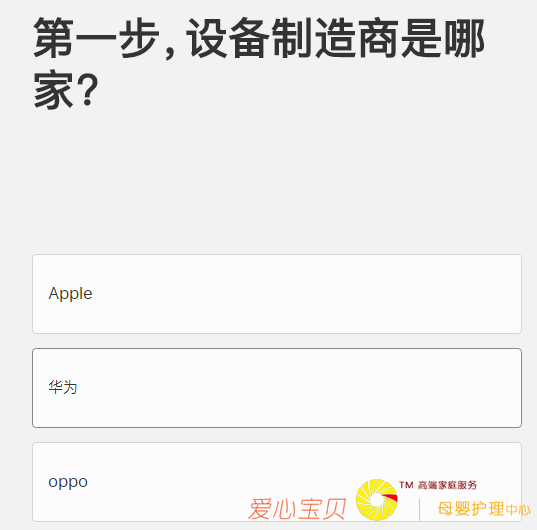 第一步，设备制造商是哪
家？
Apple
华为
oppo
爱心宝贝
TM 高端家庭服务
母婴护理中心